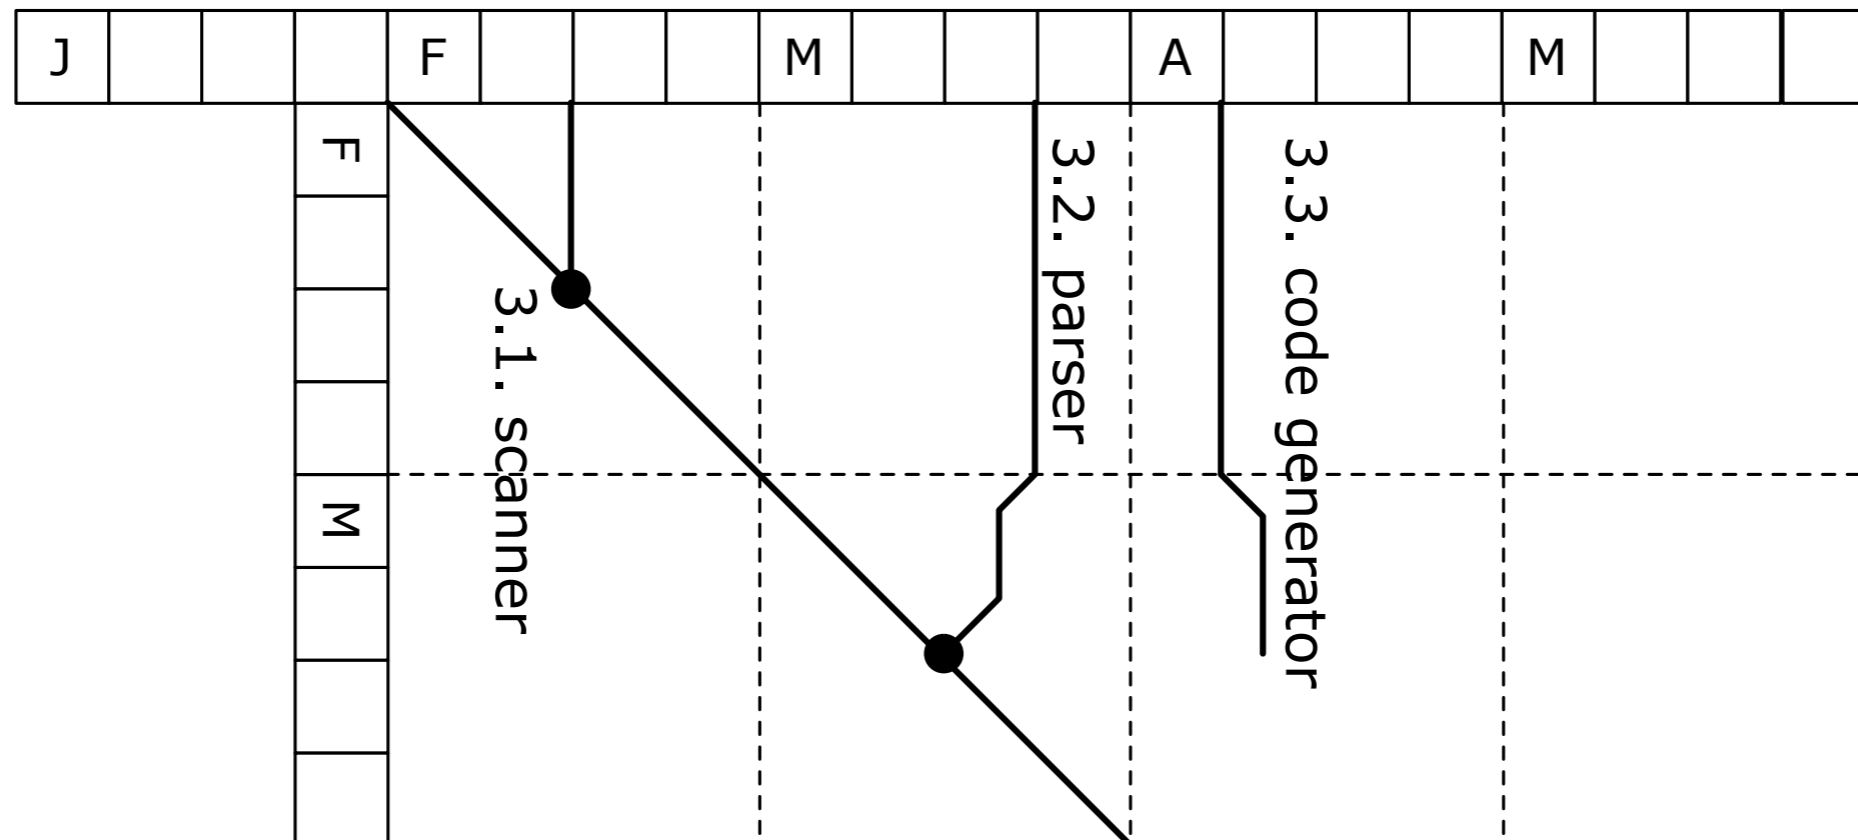 J F M A M
F
M
3.1. scanner
3.2. parser
3.3. code generator